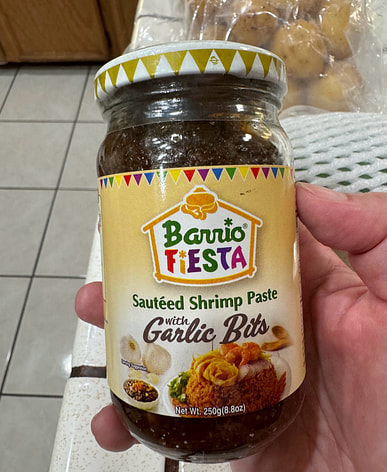 Barrio®
FiESTA
Sautéed Shrimp Paste
with
Garlic Bits
Net Wt. 250g(8.8oz)